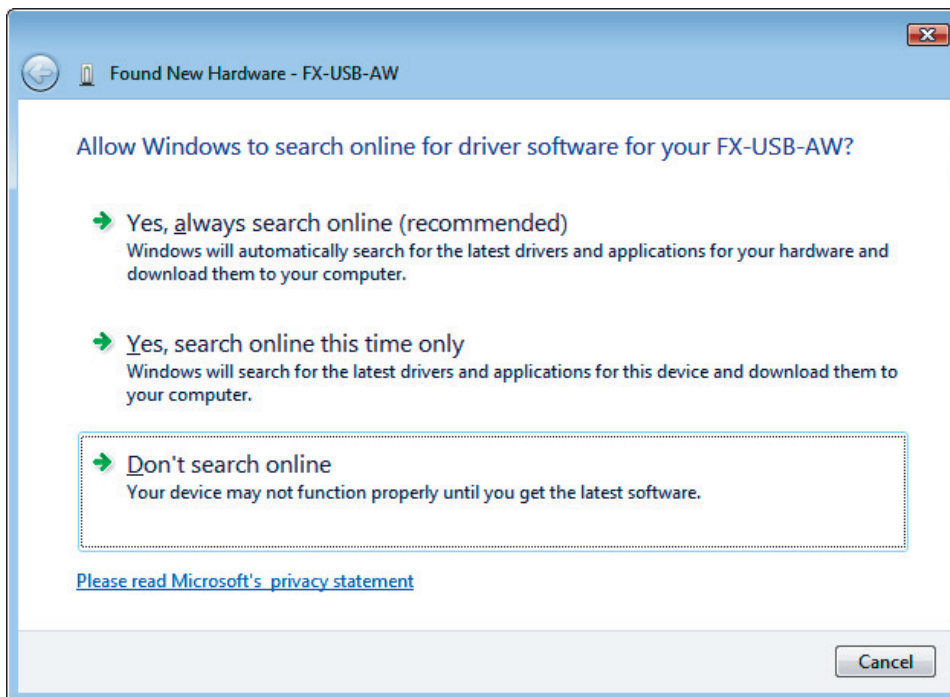 Found New Hardware - FX-USB-AW
Allow Windows to search online for driver software for your FX-USB-AW?
Yes, always search online (recommended)
Windows will automatically search for the latest drivers and applications for your hardware and
download them to your computer.
Yes, search online this time only
Windows will search for the latest drivers and applications for this device and download them to
your computer.
Don't search online
Your device may not function properly until you get the latest software.
Please read Microsoft's privacy statement
Cancel